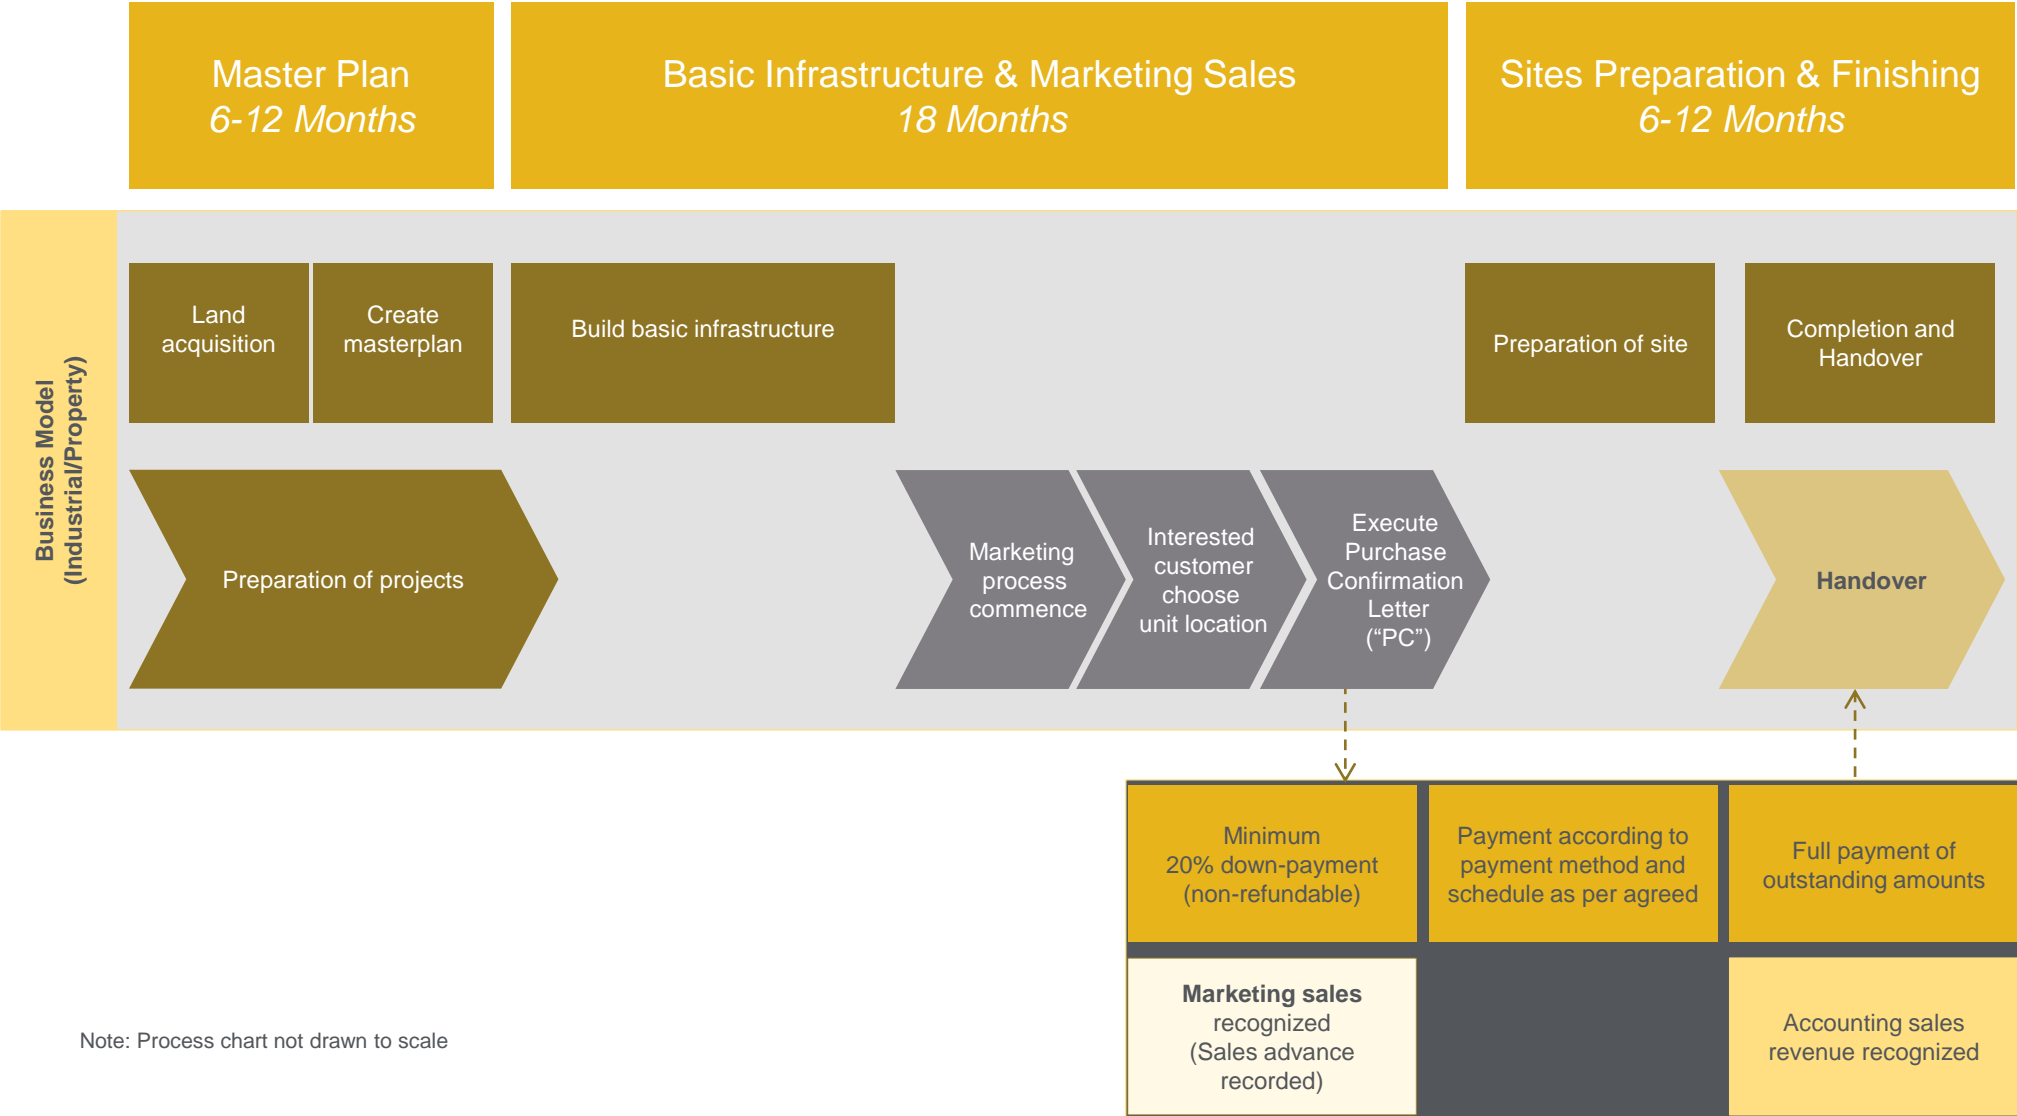 Master Plan
6-12 Months
Basic Infrastructure & Marketing Sales
18 Months
Sites Preparation & Finishing
6-12 Months
Business Model
(Industrial/Property)
Land
acquisition
Create
masterplan
Build basic infrastructure
Preparation of site
Completion and
Handover
Preparation of projects
Marketing
process
commence
Interested
customer
choose
unit location
Execute
Purchase
Confirmation
Letter
(“PC”)
Handover
Minimum
20% down-payment
(non-refundable)
Payment according to
payment method and
schedule as per agreed
Full payment of
outstanding amounts
Marketing sales
recognized
(Sales advance
recorded)
Accounting sales
revenue recognized
Note: Process chart not drawn to scale